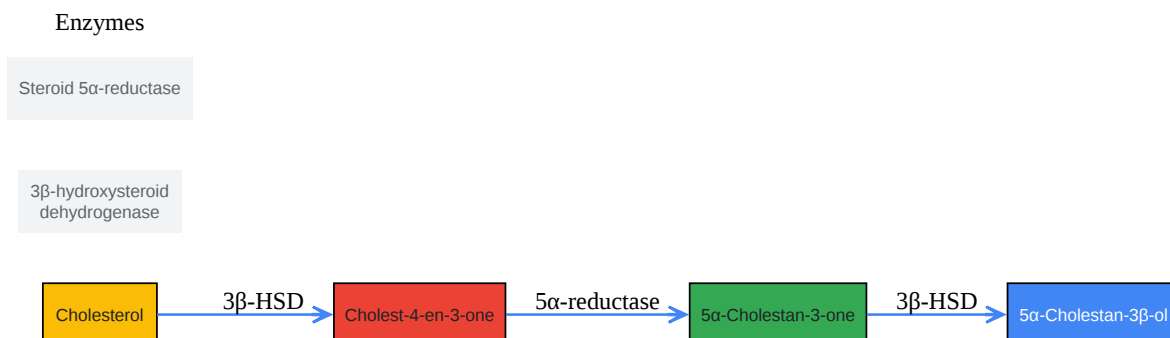 Enzymes
Steroid 5α-reductase
3β-hydroxysteroid
dehydrogenase
Cholesterol
3β-HSD
Cholest-4-en-3-one
5α-reductase
5α-Cholestan-3-one
3β-HSD
5α-Cholestan-3β-ol